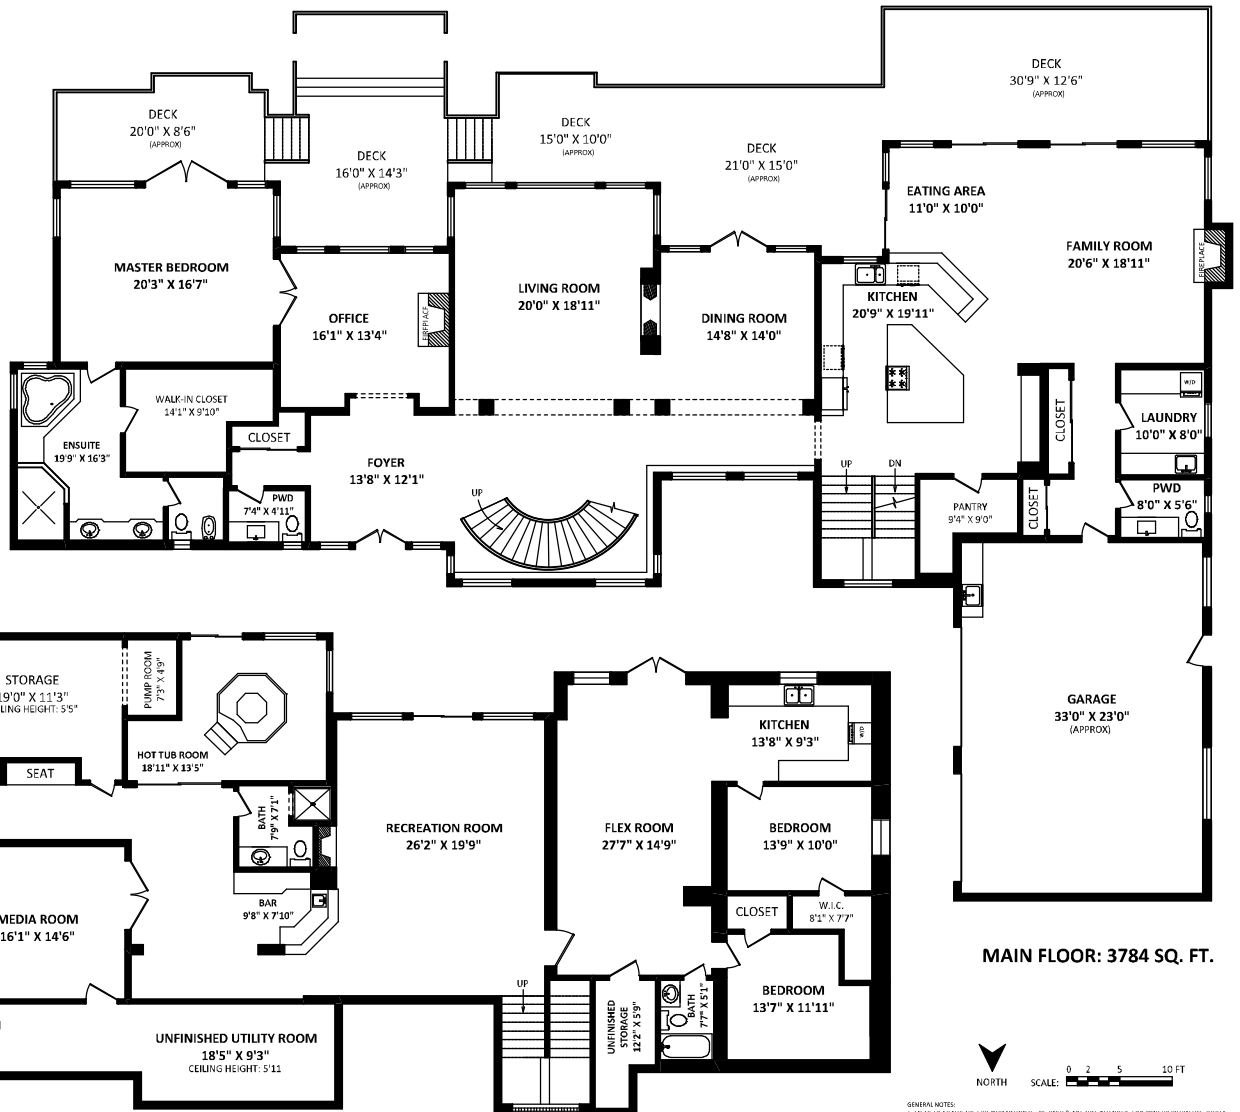 DECK
30'9" X 12'6"
(APPROX)
DECK
20'0" X 8'6"
(APPROX)
DECK
16'0" X 14'3"
(APPROX)
DECK
15'0" X 10'0"
(APPROX)
DECK
21'0" X 15'0"
(APPROX)
EATING AREA
11'0" X 10'0"
FAMILY ROOM
20'6" X 18'11"
FIREPLACE
MASTER BEDROOM
20'3" X 16'7"
OFFICE
16'1" X 13'4"
FIREPLACE
LIVING ROOM
20'0" X 18'11"
DINING ROOM
14'8" X 14'0"
KITCHEN
20'9" X 19'11"
WALK-IN CLOSET
14'1" X 9'10"
CLOSET
ENSUITE
19'9" X 16'3"
FOYER
13'8" X 12'1"
PWD
7'4" X 4'11"
UP
UP
DN
CLOSET
W/D
LAUNDRY
10'0" X 8'0"
PANTRY
9'4" X 9'0"
CLOSET
PWD
8'0" X 5'6"
GARAGE
33'0" X 23'0"
(APPROX)
STORAGE
19'0" X 11'3"
LING HEIGHT: 5'5"
PUMP ROOM
7'3" X 4'9"
HOT TUB ROOM
18'11" X 13'5"
SEAT
BATH
7'9" X 7'1"
RECREATION ROOM
26'2" X 19'9"
FLEX ROOM
27'7" X 14'9"
KITCHEN
13'8" X 9'3"
W/D
BEDROOM
13'9" X 10'0"
BAR
9'8" X 7'10"
MEDIA ROOM
16'1" X 14'6"
CLOSET
W.I.C.
8'1" X 7'7"
BEDROOM
13'7" X 11'11"
UP
UNFINISHED
STORAGE
12'2" X 5'9"
BATH
7'7" X 5'1"
UNFINISHED UTILITY ROOM
18'5" X 9'3"
CEILING HEIGHT: 5'11
MAIN FLOOR: 3784 SQ. FT.
NORTH
SCALE:
0 2 5 10 FT
GENERAL NOTES: